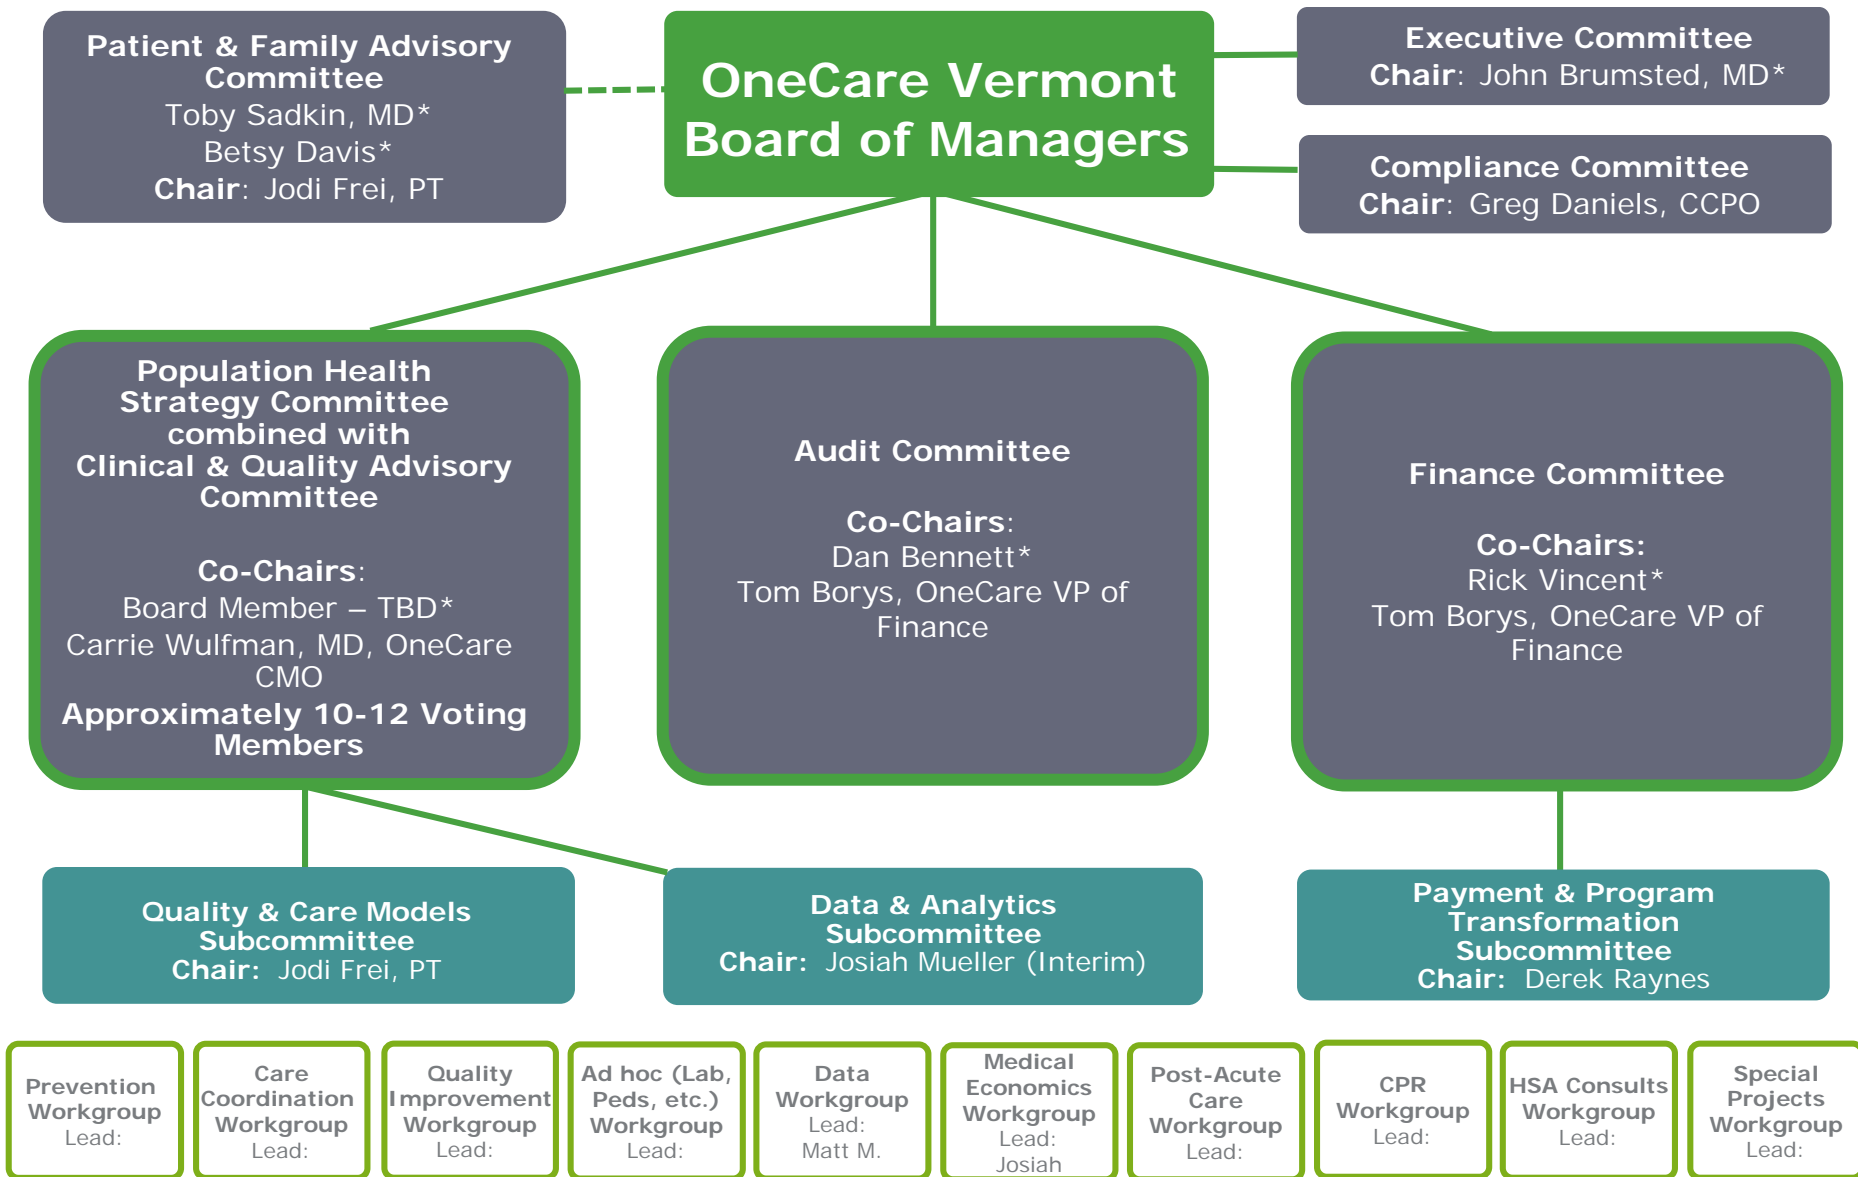 Patient & Family Advisory
Committee
Toby Sadkin, MD*
Betsy Davis*
Chair: Jodi Frei, PT
OneCare Vermont
Board of Managers
Executive Committee
Chair: John Brumsted, MD*
Compliance Committee
Chair: Greg Daniels, CCPO
Population Health
Strategy Committee
combined with
Clinical & Quality Advisory
Committee
Co-Chairs:
Board Member – TBD*
Carrie Wulfman, MD, OneCare
CMO
Approximately 10-12 Voting
Members
Audit Committee
Co-Chairs:
Dan Bennett*
Tom Borys, OneCare VP of
Finance
Finance Committee
Co-Chairs:
Rick Vincent*
Tom Borys, OneCare VP of
Finance
Quality & Care Models
Subcommittee
Chair: Jodi Frei, PT
Data & Analytics
Subcommittee
Chair: Josiah Mueller (Interim)
Payment & Program
Transformation
Subcommittee
Chair: Derek Raynes
Prevention
Workgroup
Lead:
Care
Coordination
Workgroup
Lead:
Quality
Improvement
Workgroup
Lead:
Ad hoc (Lab,
Peds, etc.)
Workgroup
Lead:
Data
Workgroup
Lead:
Matt M.
Medical
Economics
Workgroup
Lead:
Josiah
Post-Acute
Care
Workgroup
Lead:
CPR
Workgroup
Lead:
HSA Consults
Workgroup
Lead:
Special
Projects
Workgroup
Lead: